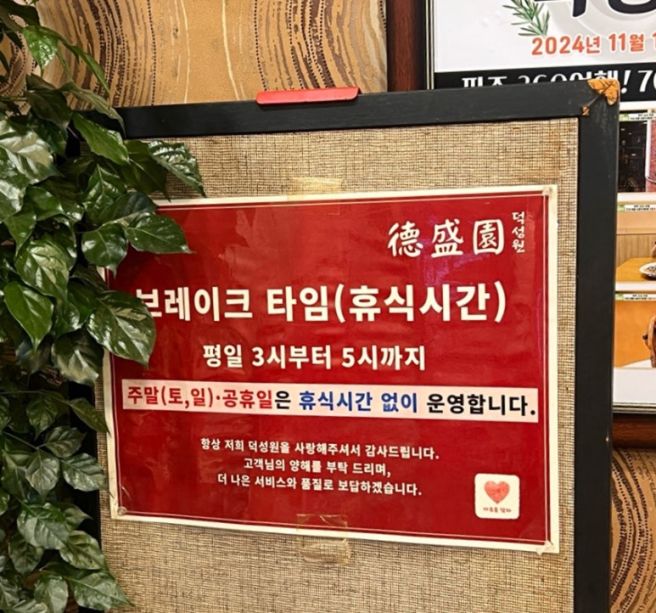 2024년 11월 1
德盛園 덕성원
브레이크 타임(휴식시간)
평일 3시부터 5시까지
주말(토,일)·공휴일은 휴식시간 없이 운영합니다.
항상 저희 덕성원을 사랑해주셔서 감사드립니다.
고객님의 양해를 부탁 드리며,
더 나은 서비스와 품질로 보답하겠습니다.